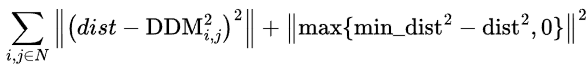 ∑_{i,j∈N} ‖(dist − DDM²_{i,j})²‖ + ‖max{min_dist² − dist², 0}‖²